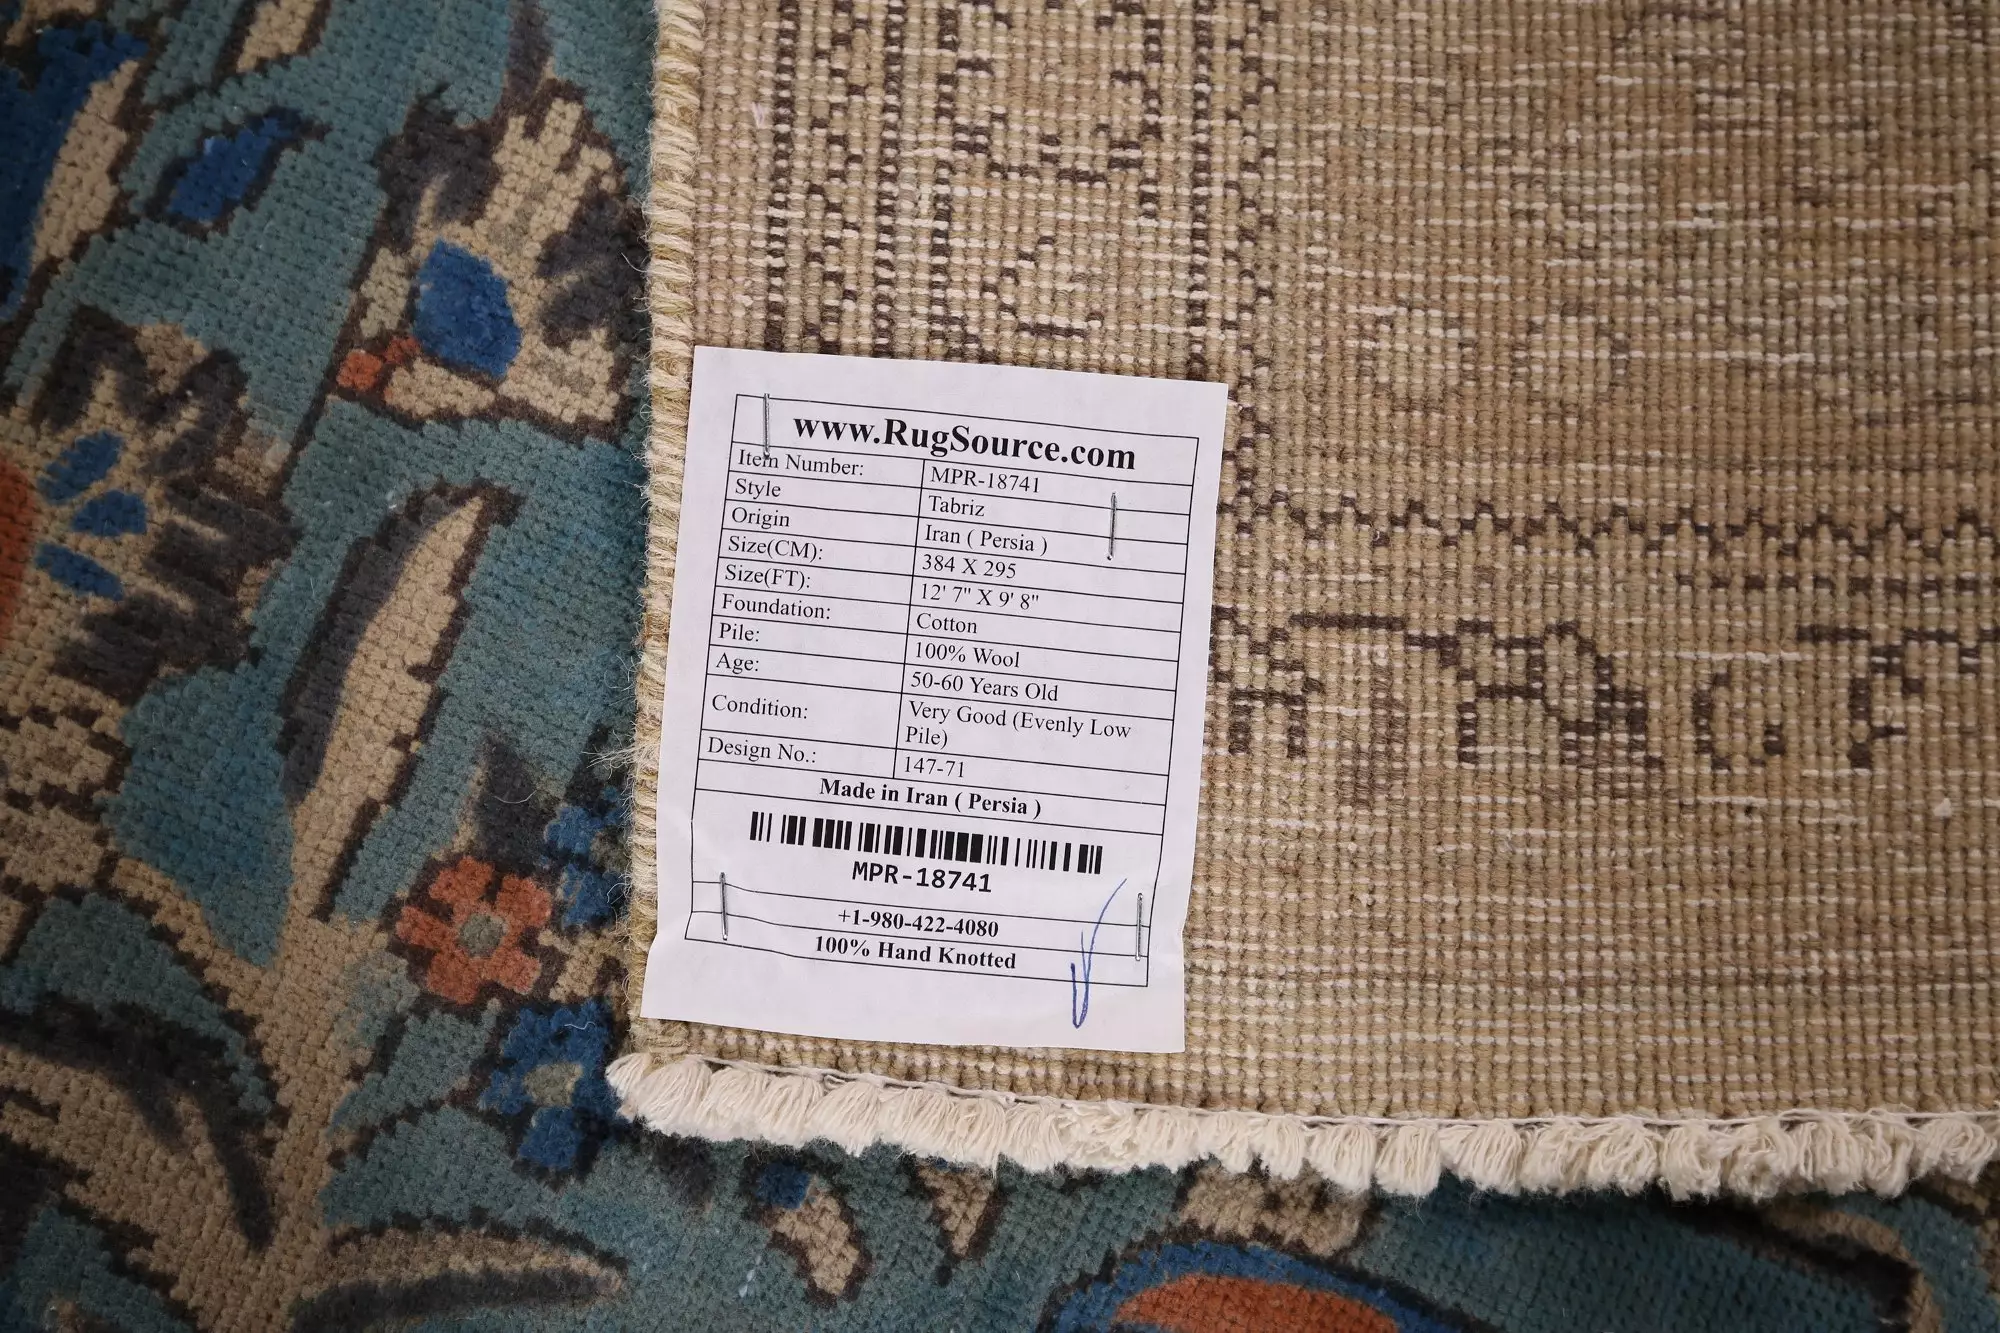 www.RugSource.com
Item Number: MPR-18741
Style Tabriz
Origin Iran ( Persia )
Size(CM): 384 X 295
Size(FT): 12' 7" X 9' 8"
Foundation: Cotton
Pile: 100% Wool
Age: 50-60 Years Old
Condition: Very Good (Evenly Low
Pile)
Design No.: 147-71
Made in Iran ( Persia )
MPR-18741
+1-980-422-4080
100% Hand Knotted